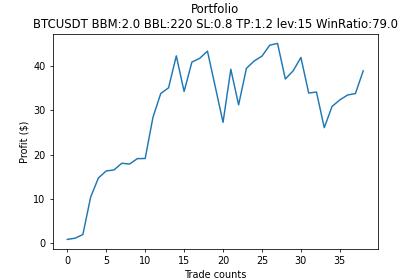 Portfolio
BTCUSDT BBM:2.0 BBL:220 SL:0.8 TP:1.2 lev:15 WinRatio:79.0
40
30
20
10
0
Profit ($)
0 5 10 15 20 25 30 35
Trade counts